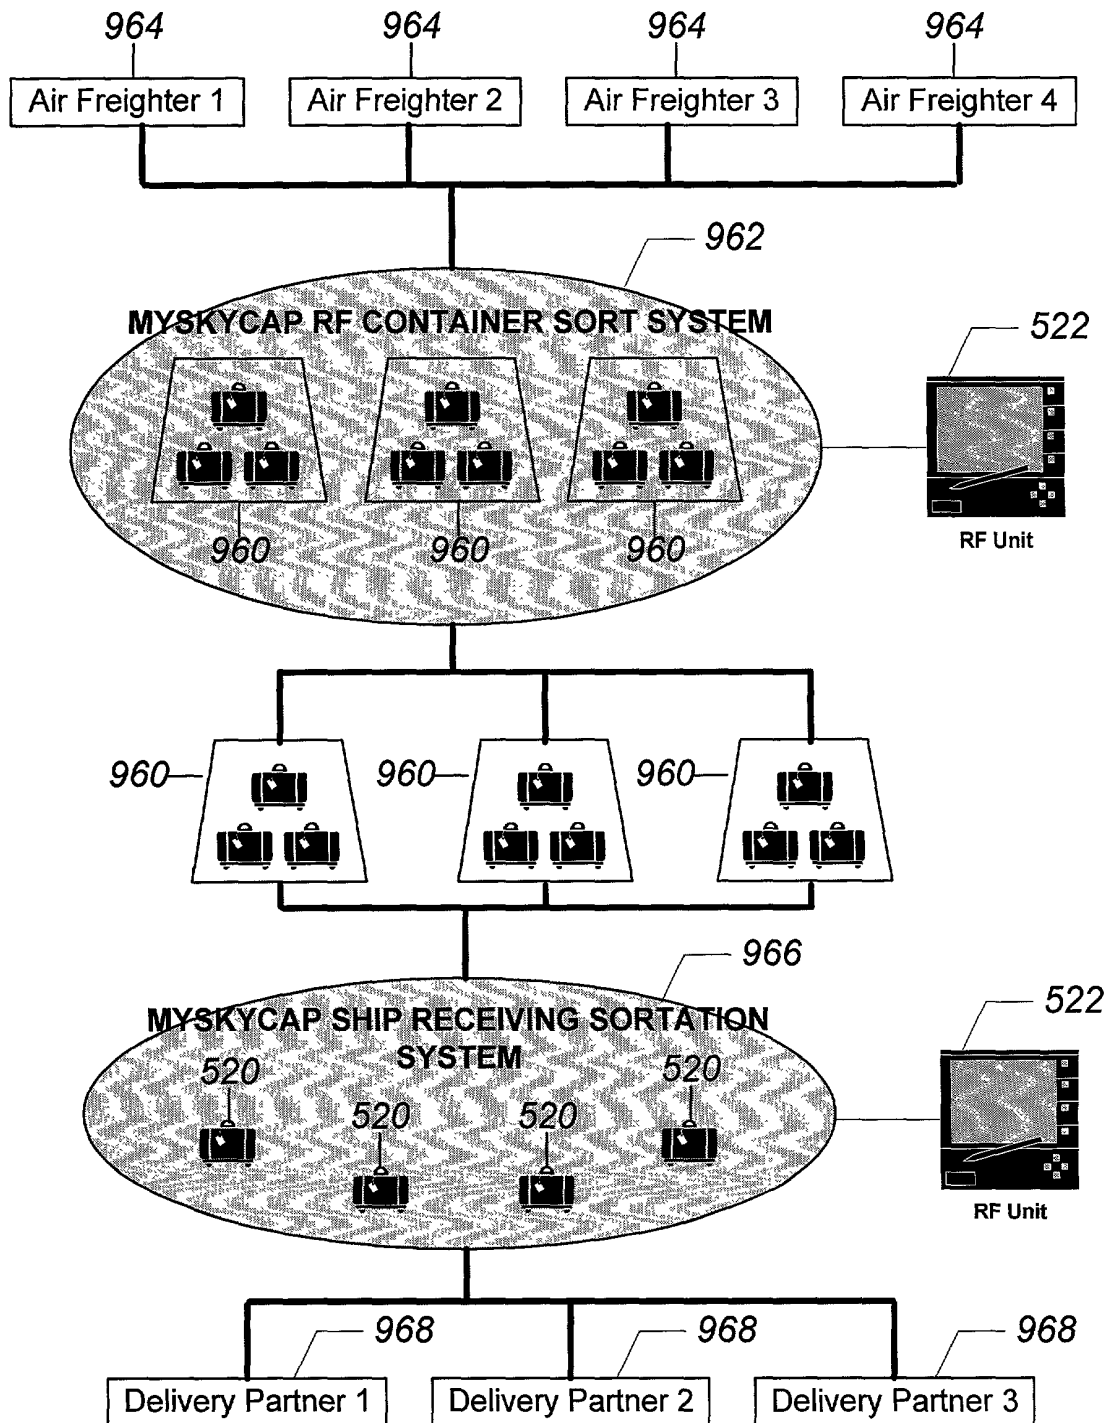 964 964 964 964
Air Freighter 1 Air Freighter 2 Air Freighter 3 Air Freighter 4
962
MYSKYCAP RF CONTAINER SORT SYSTEM
522
960 960 960
RF Unit
960 960 960
966
MYSKYCAP SHIP RECEIVING SORTATION
SYSTEM
522
520 520 520 520
RF Unit
968 968 968
Delivery Partner 1 Delivery Partner 2 Delivery Partner 3